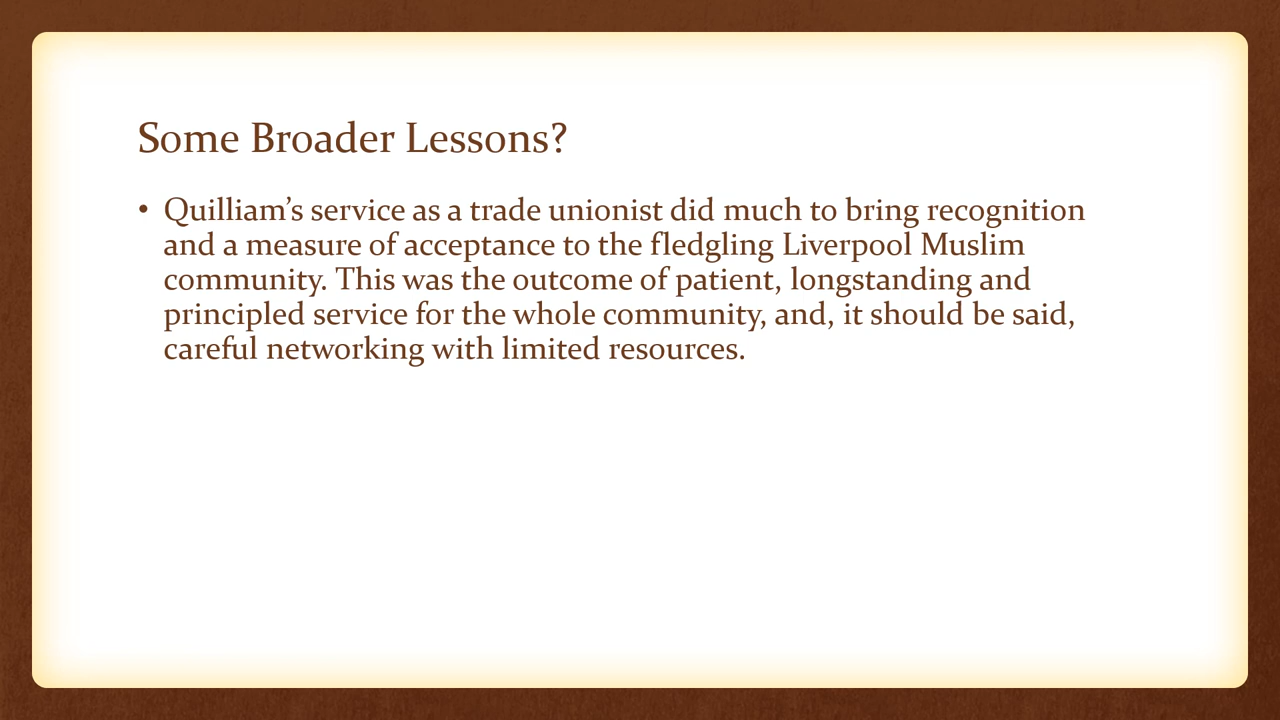 Some Broader Lessons?
• Quilliam’s service as a trade unionist did much to bring recognition
and a measure of acceptance to the fledgling Liverpool Muslim
community. This was the outcome of patient, longstanding and
principled service for the whole community, and, it should be said,
careful networking with limited resources.